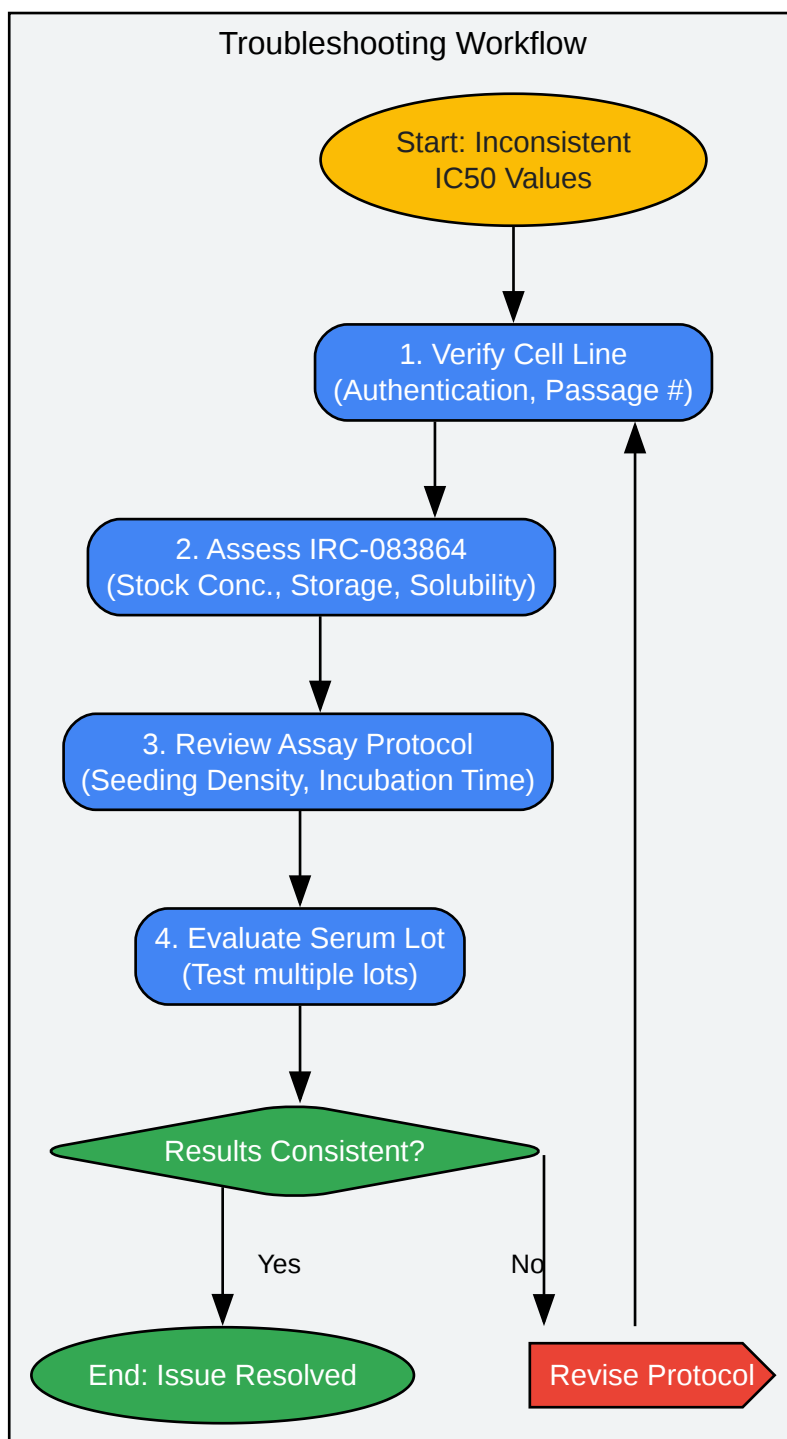 Troubleshooting Workflow
Start: Inconsistent
IC50 Values
1. Verify Cell Line
(Authentication, Passage #)
2. Assess IRC-083864
(Stock Conc., Storage, Solubility)
3. Review Assay Protocol
(Seeding Density, Incubation Time)
4. Evaluate Serum Lot
(Test multiple lots)
Results Consistent?
Yes
No
End: Issue Resolved
Revise Protocol